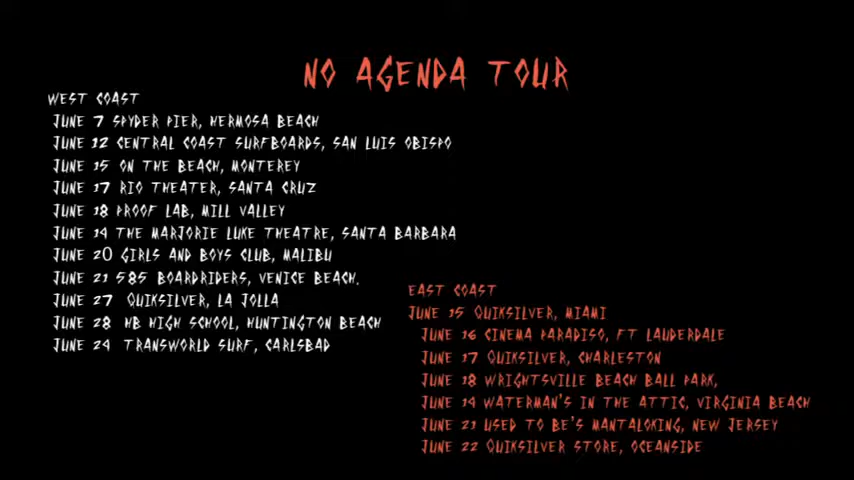 NO AGENDA TOUR
WEST COAST
JUNE 7 SPYDER PIER, HERMOSA BEACH
JUNE 12 CENTRAL COAST SURFBOARDS, SAN LUIS OBISPO
JUNE 15 ON THE BEACH, MONTEREY
JUNE 17 RIO THEATER, SANTA CRUZ
JUNE 18 PROOF LAB, MILL VALLEY
JUNE 19 THE MARJORIE LUKE THEATRE, SANTA BARBARA
JUNE 20 GIRLS AND BOYS CLUB, MALIBU
JUNE 21 585 BOARDRIDERS, VENICE BEACH.
JUNE 27 QUIKSILVER, LA JOLLA
JUNE 28 HB HIGH SCHOOL, HUNTINGTON BEACH
JUNE 29 TRANSWORLD SURF, CARLSBAD
EAST COAST
JUNE 15 QUIKSILVER, MIAMI
JUNE 16 CINEMA PARADISO, FT LAUDERDALE
JUNE 17 QUIKSILVER, CHARLESTON
JUNE 18 WRIGHTSVILLE BEACH BALL PARK,
JUNE 19 WATERMAN'S IN THE ATTIC, VIRGINIA BEACH
JUNE 21 USED TO BE'S MANTALOKING, NEW JERSEY
JUNE 22 QUIKSILVER STORE, OCEANSIDE